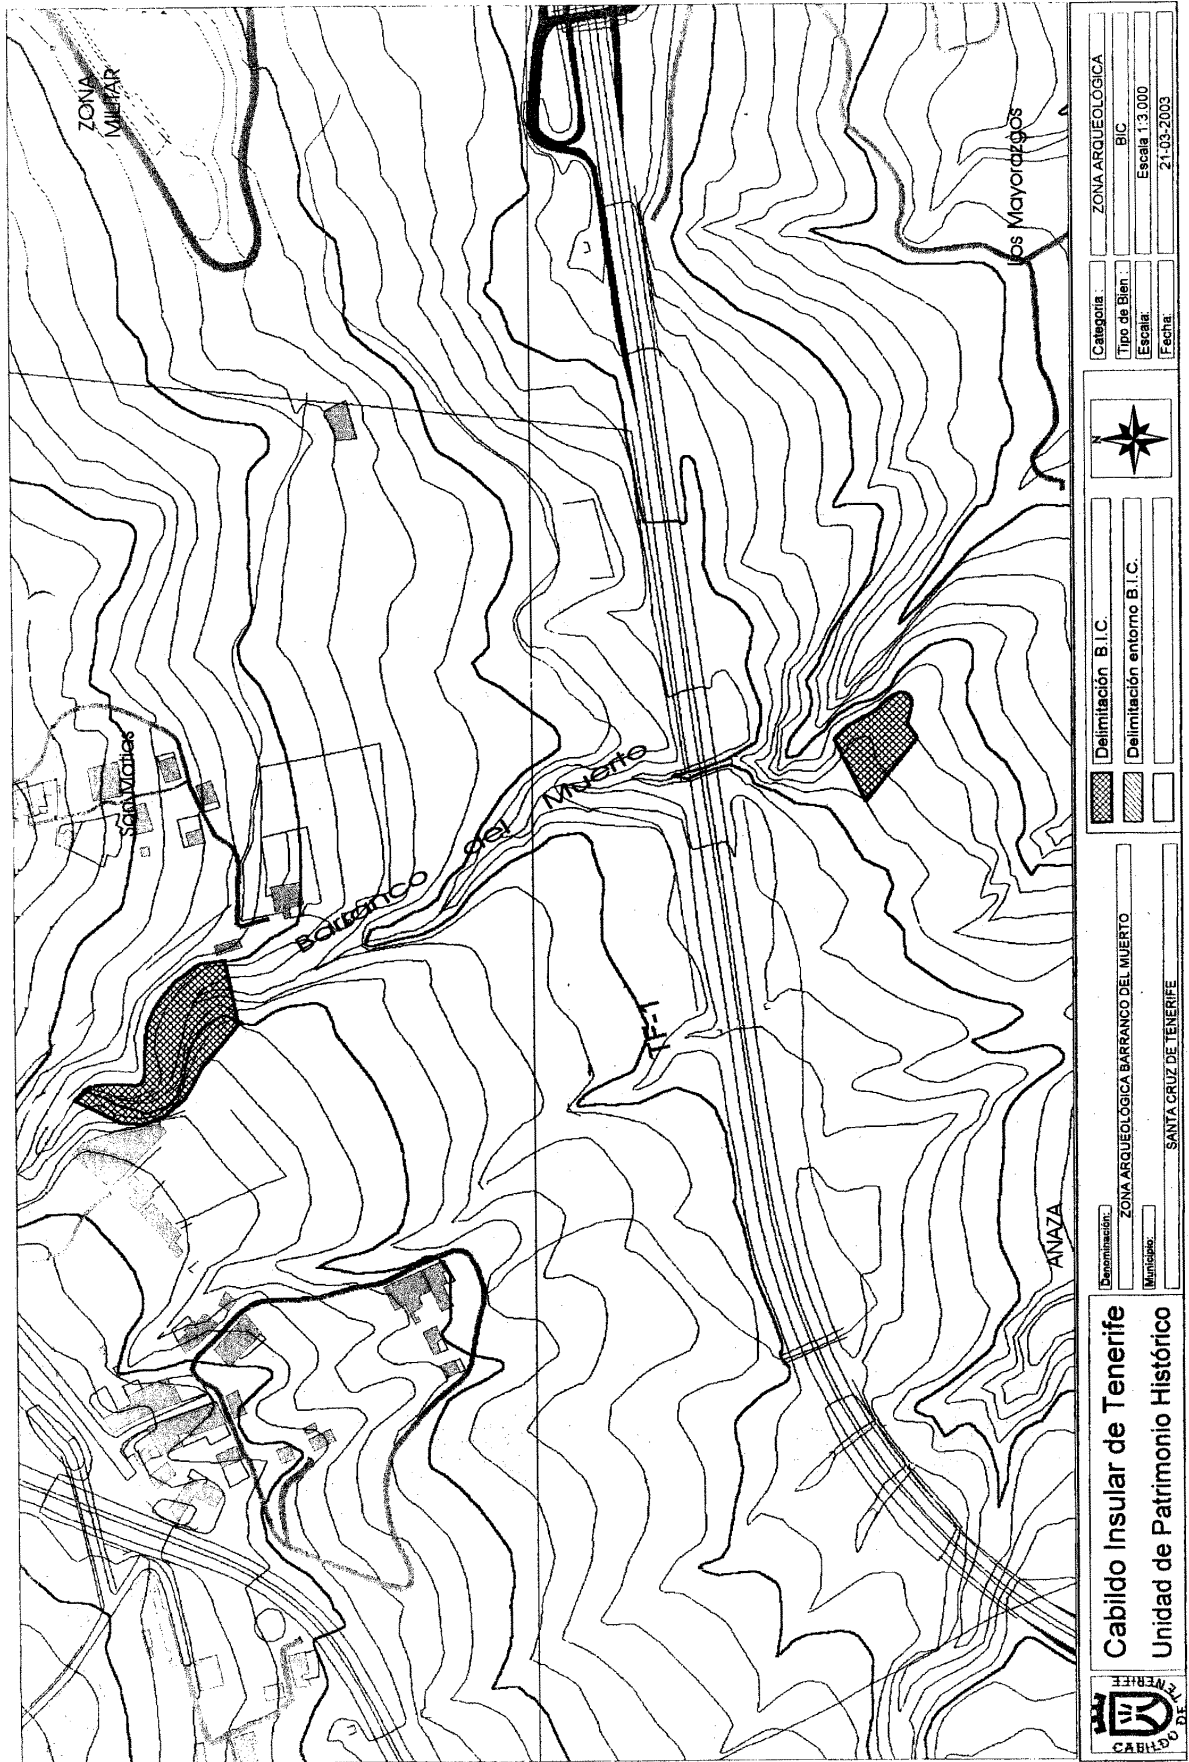 ZONA
MILITAR
San Matías
Barranco del Muerto
TF-1
Los Mayorazgos
ANAZA
CABILDO DE TENERIFE
Cabildo Insular de Tenerife
Unidad de Patrimonio Histórico
Denominación:
ZONA ARQUEOLÓGICA BARRANCO DEL MUERTO
Municipio:
SANTA CRUZ DE TENERIFE
Delimitación B.I.C.
Delimitación entorno B.I.C.
N
Categoria :
ZONA ARQUEOLOGICA
Tipo de Bien :
BIC
Escala:
Escala 1:3.000
Fecha:
21-03-2003